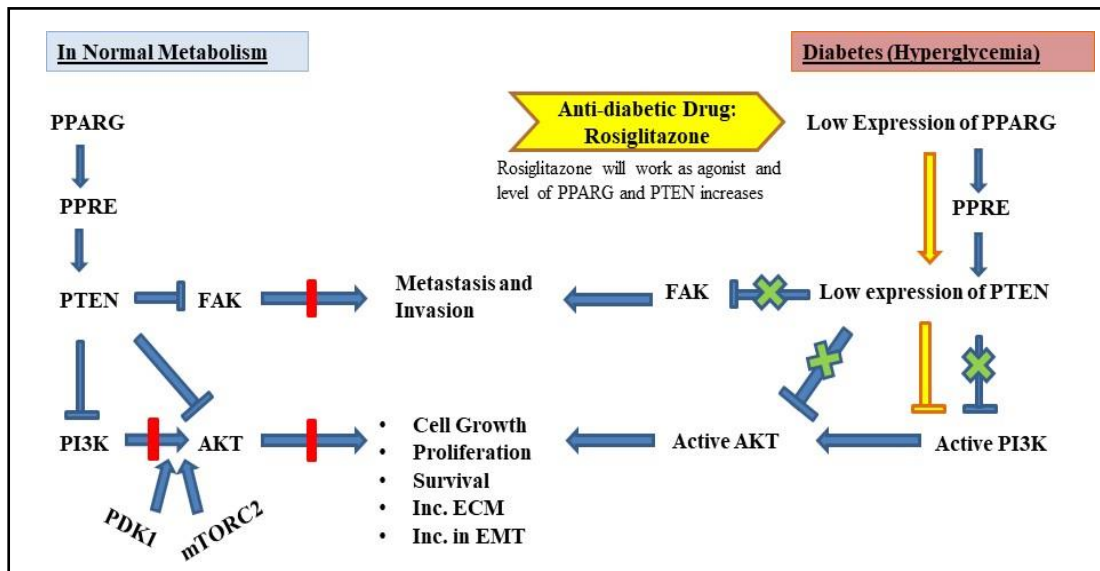 In Normal Metabolism
Diabetes (Hyperglycemia)
Anti-diabetic Drug:
Rosiglitazone
Rosiglitazone will work as agonist and
level of PPARG and PTEN increases
PPARG
Low Expression of PPARG
PPRE
PPRE
PTEN
FAK
Metastasis and
Invasion
FAK
Low expression of PTEN
PI3K
AKT
• Cell Growth
• Proliferation
• Survival
• Inc. ECM
• Inc. in EMT
Active AKT
Active PI3K
PDK1
mTORC2